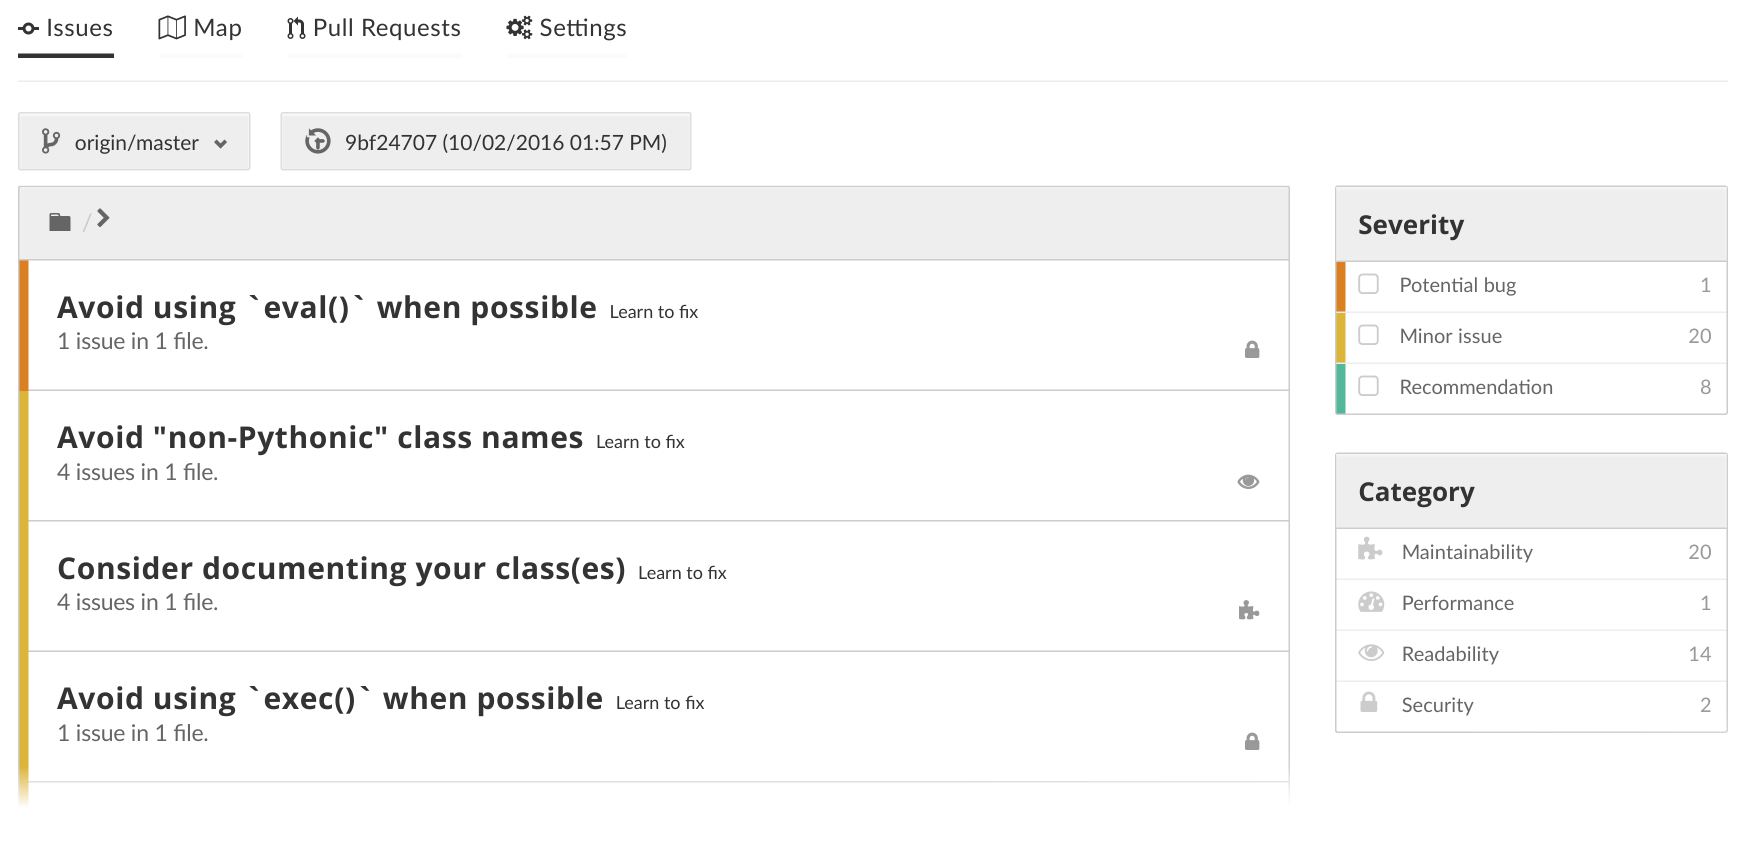 Issues Map Pull Requests Settings
origin/master 9bf24707 (10/02/2016 01:57 PM)
/
Avoid using `eval()` when possible Learn to fix
1 issue in 1 file.
Avoid "non-Pythonic" class names Learn to fix
4 issues in 1 file.
Consider documenting your class(es) Learn to fix
4 issues in 1 file.
Avoid using `exec()` when possible Learn to fix
1 issue in 1 file.
Severity
Potential bug 1
Minor issue 20
Recommendation 8
Category
Maintainability 20
Performance 1
Readability 14
Security 2